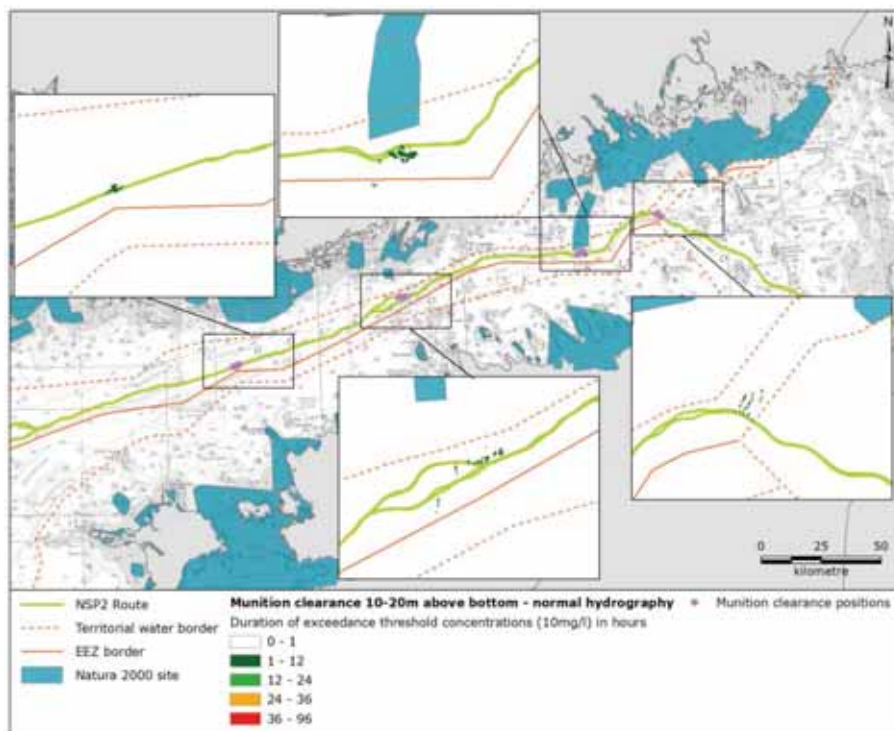 N
0 25 50
kilometre
NSP2 Route
Territorial water border
EEZ border
Natura 2000 site
Munition clearance 10-20m above bottom - normal hydrography
Munition clearance positions
Duration of exceedance threshold concentrations (10mg/l) in hours
0 - 1
1 - 12
12 - 24
24 - 36
36 - 96